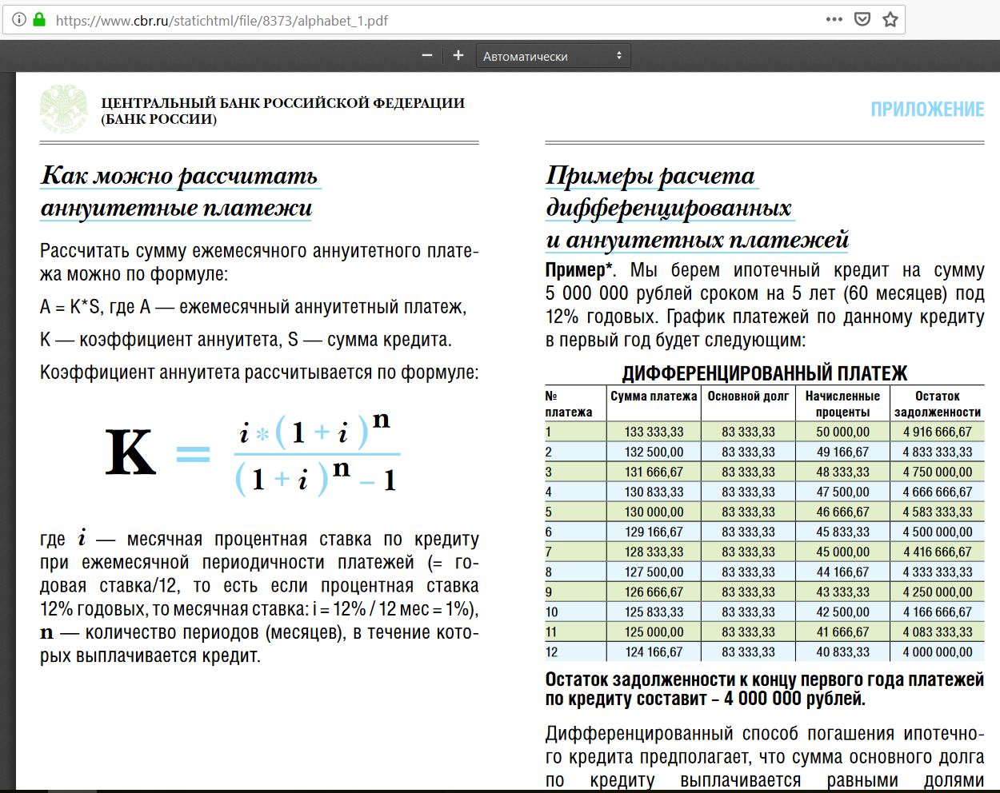 https://www.cbr.ru/statichtml/file/8373/alphabet_1.pdf
Автоматически
ЦЕНТРАЛЬНЫЙ БАНК РОССИЙСКОЙ ФЕДЕРАЦИИ
(БАНК РОССИИ)
БАНК РОССИИ
Как можно рассчитать
аннуитетные платежи
Рассчитать сумму ежемесячного аннуитетного плате-
жа можно по формуле:
А = К*S, где А — ежемесячный аннуитетный платеж,
К — коэффициент аннуитета, S — сумма кредита.
Коэффициент аннуитета рассчитывается по формуле:
i * ( 1 + i ) n
K =
( 1 + i ) n – 1
где i — месячная процентная ставка по кредиту
при ежемесячной периодичности платежей (= го-
довая ставка/12, то есть если процентная ставка
12% годовых, то месячная ставка: i = 12% / 12 мес = 1%),
n — количество периодов (месяцев), в течение кото-
рых выплачивается кредит.
ПРИЛОЖЕНИЕ
Примеры расчета
дифференцированных
и аннуитетных платежей
Пример*. Мы берем ипотечный кредит на сумму
5 000 000 рублей сроком на 5 лет (60 месяцев) под
12% годовых. График платежей по данному кредиту
в первый год будет следующим:
ДИФФЕРЕНЦИРОВАННЫЙ ПЛАТЕЖ
№ платежа Сумма платежа Основной долг Начисленные проценты Остаток задолженности
1 133 333,33 83 333,33 50 000,00 4 916 666,67
2 132 500,00 83 333,33 49 166,67 4 833 333,33
3 131 666,67 83 333,33 48 333,33 4 750 000,00
4 130 833,33 83 333,33 47 500,00 4 666 666,67
5 130 000,00 83 333,33 46 666,67 4 583 333,33
6 129 166,67 83 333,33 45 833,33 4 500 000,00
7 128 333,33 83 333,33 45 000,00 4 416 666,67
8 127 500,00 83 333,33 44 166,67 4 333 333,33
9 126 666,67 83 333,33 43 333,33 4 250 000,00
10 125 833,33 83 333,33 42 500,00 4 166 666,67
11 125 000,00 83 333,33 41 666,67 4 083 333,33
12 124 166,67 83 333,33 40 833,33 4 000 000,00
Остаток задолженности к концу первого года платежей
по кредиту составит – 4 000 000 рублей.
Дифференцированный способ погашения ипотечно-
го кредита предполагает, что сумма основного долга
по кредиту выплачивается равными долями